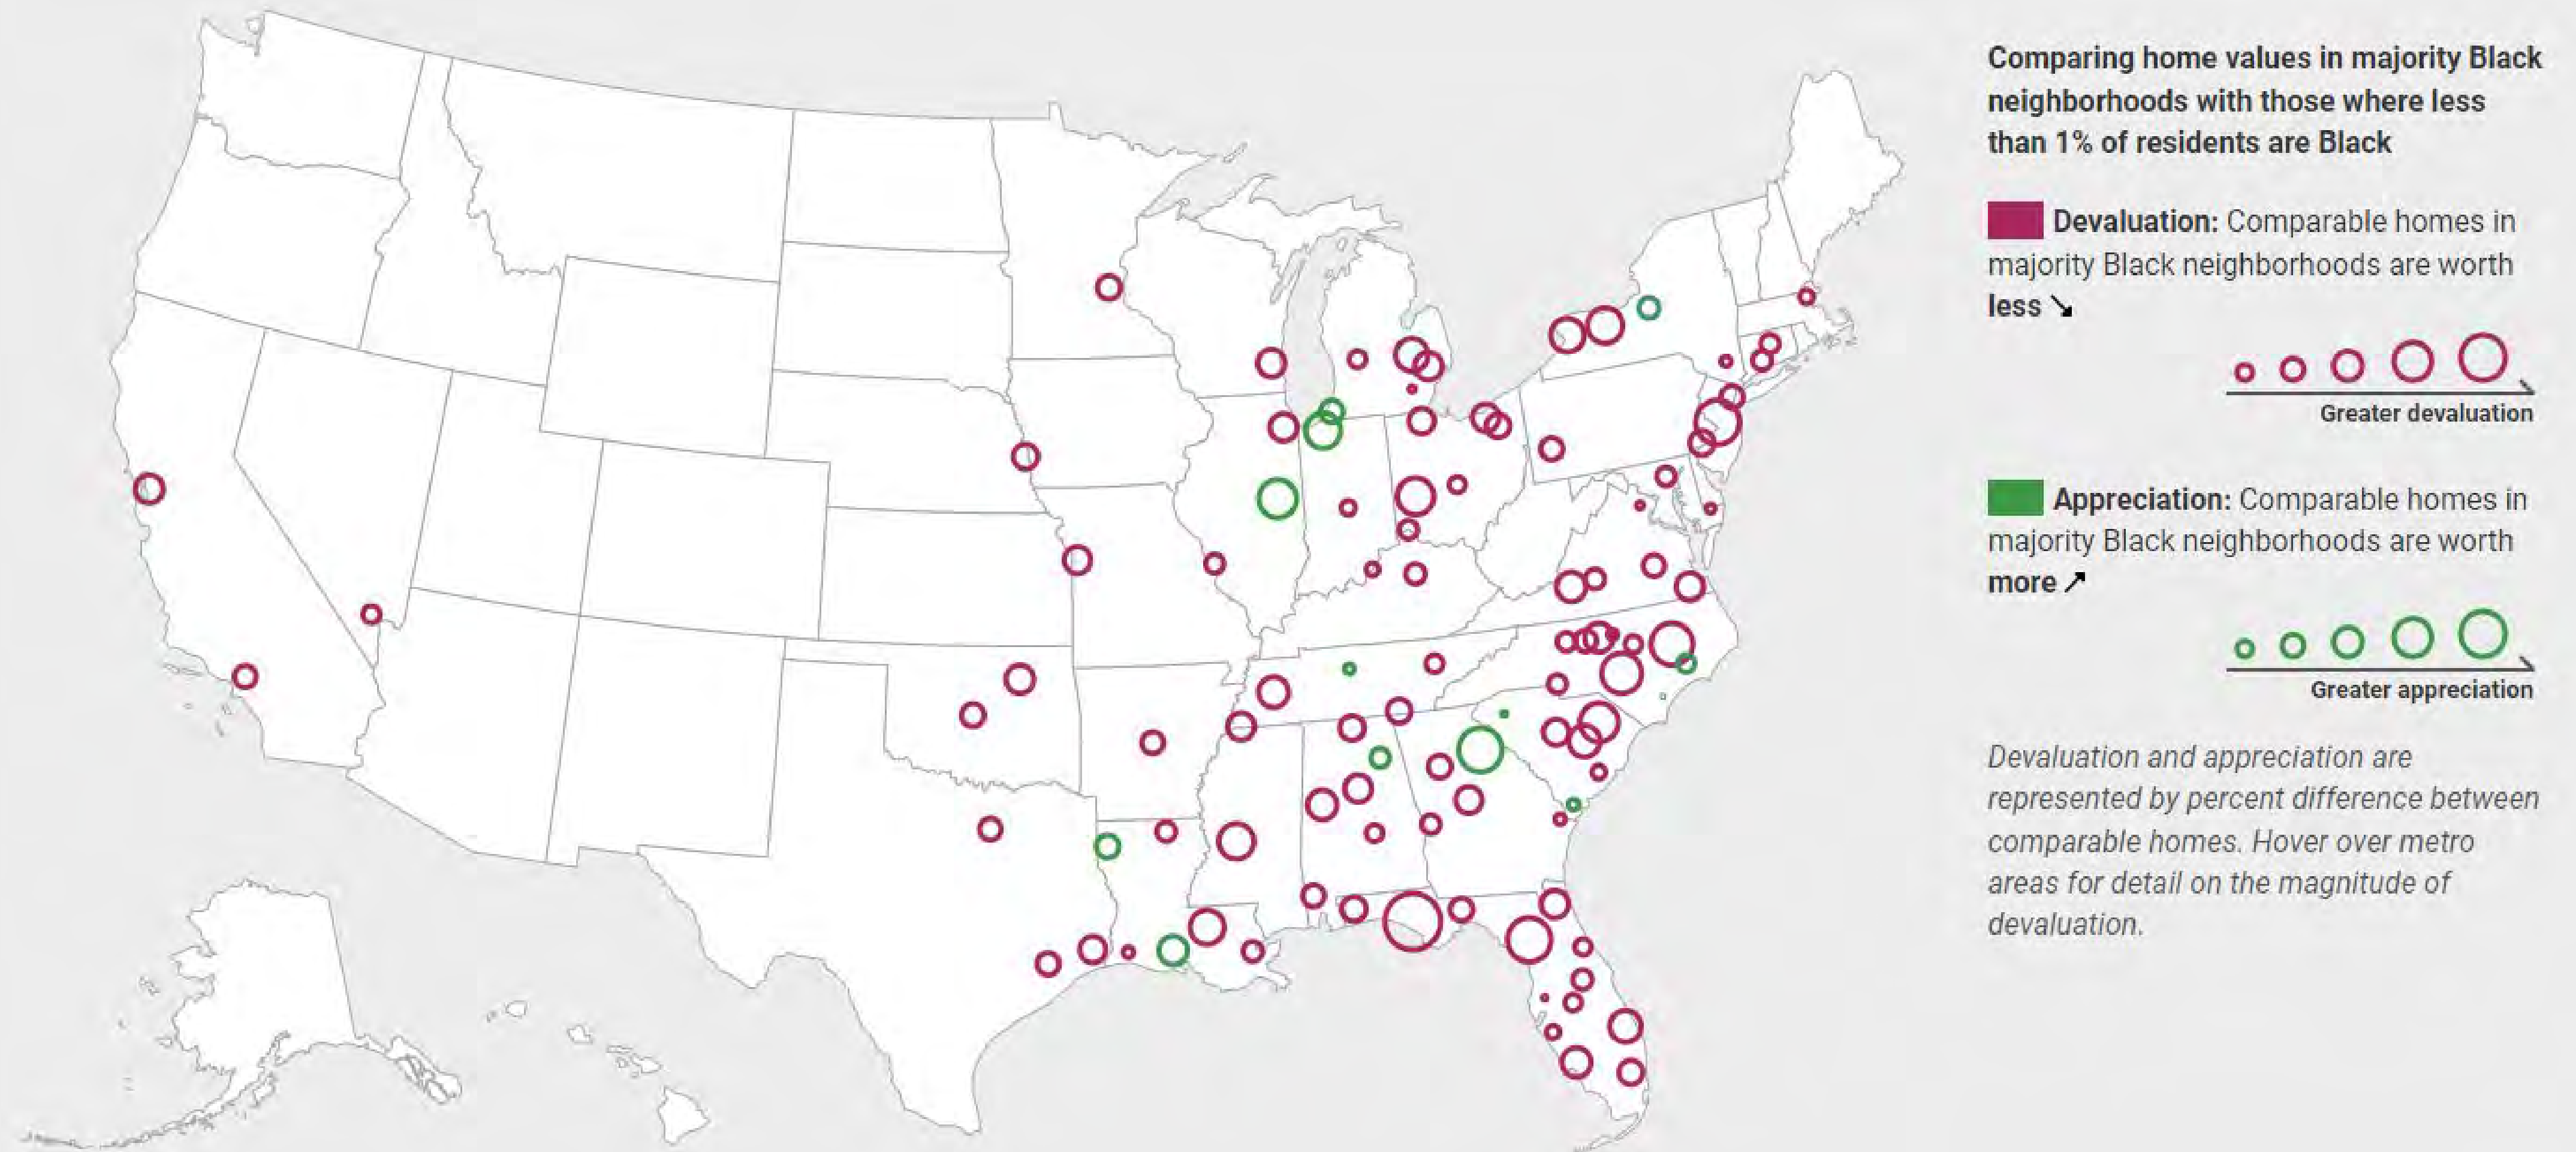 Comparing home values in majority Black
neighborhoods with those where less
than 1% of residents are Black
Devaluation: Comparable homes in
majority Black neighborhoods are worth
less ↘
Greater devaluation
Appreciation: Comparable homes in
majority Black neighborhoods are worth
more ↗
Greater appreciation
Devaluation and appreciation are
represented by percent difference between
comparable homes. Hover over metro
areas for detail on the magnitude of
devaluation.